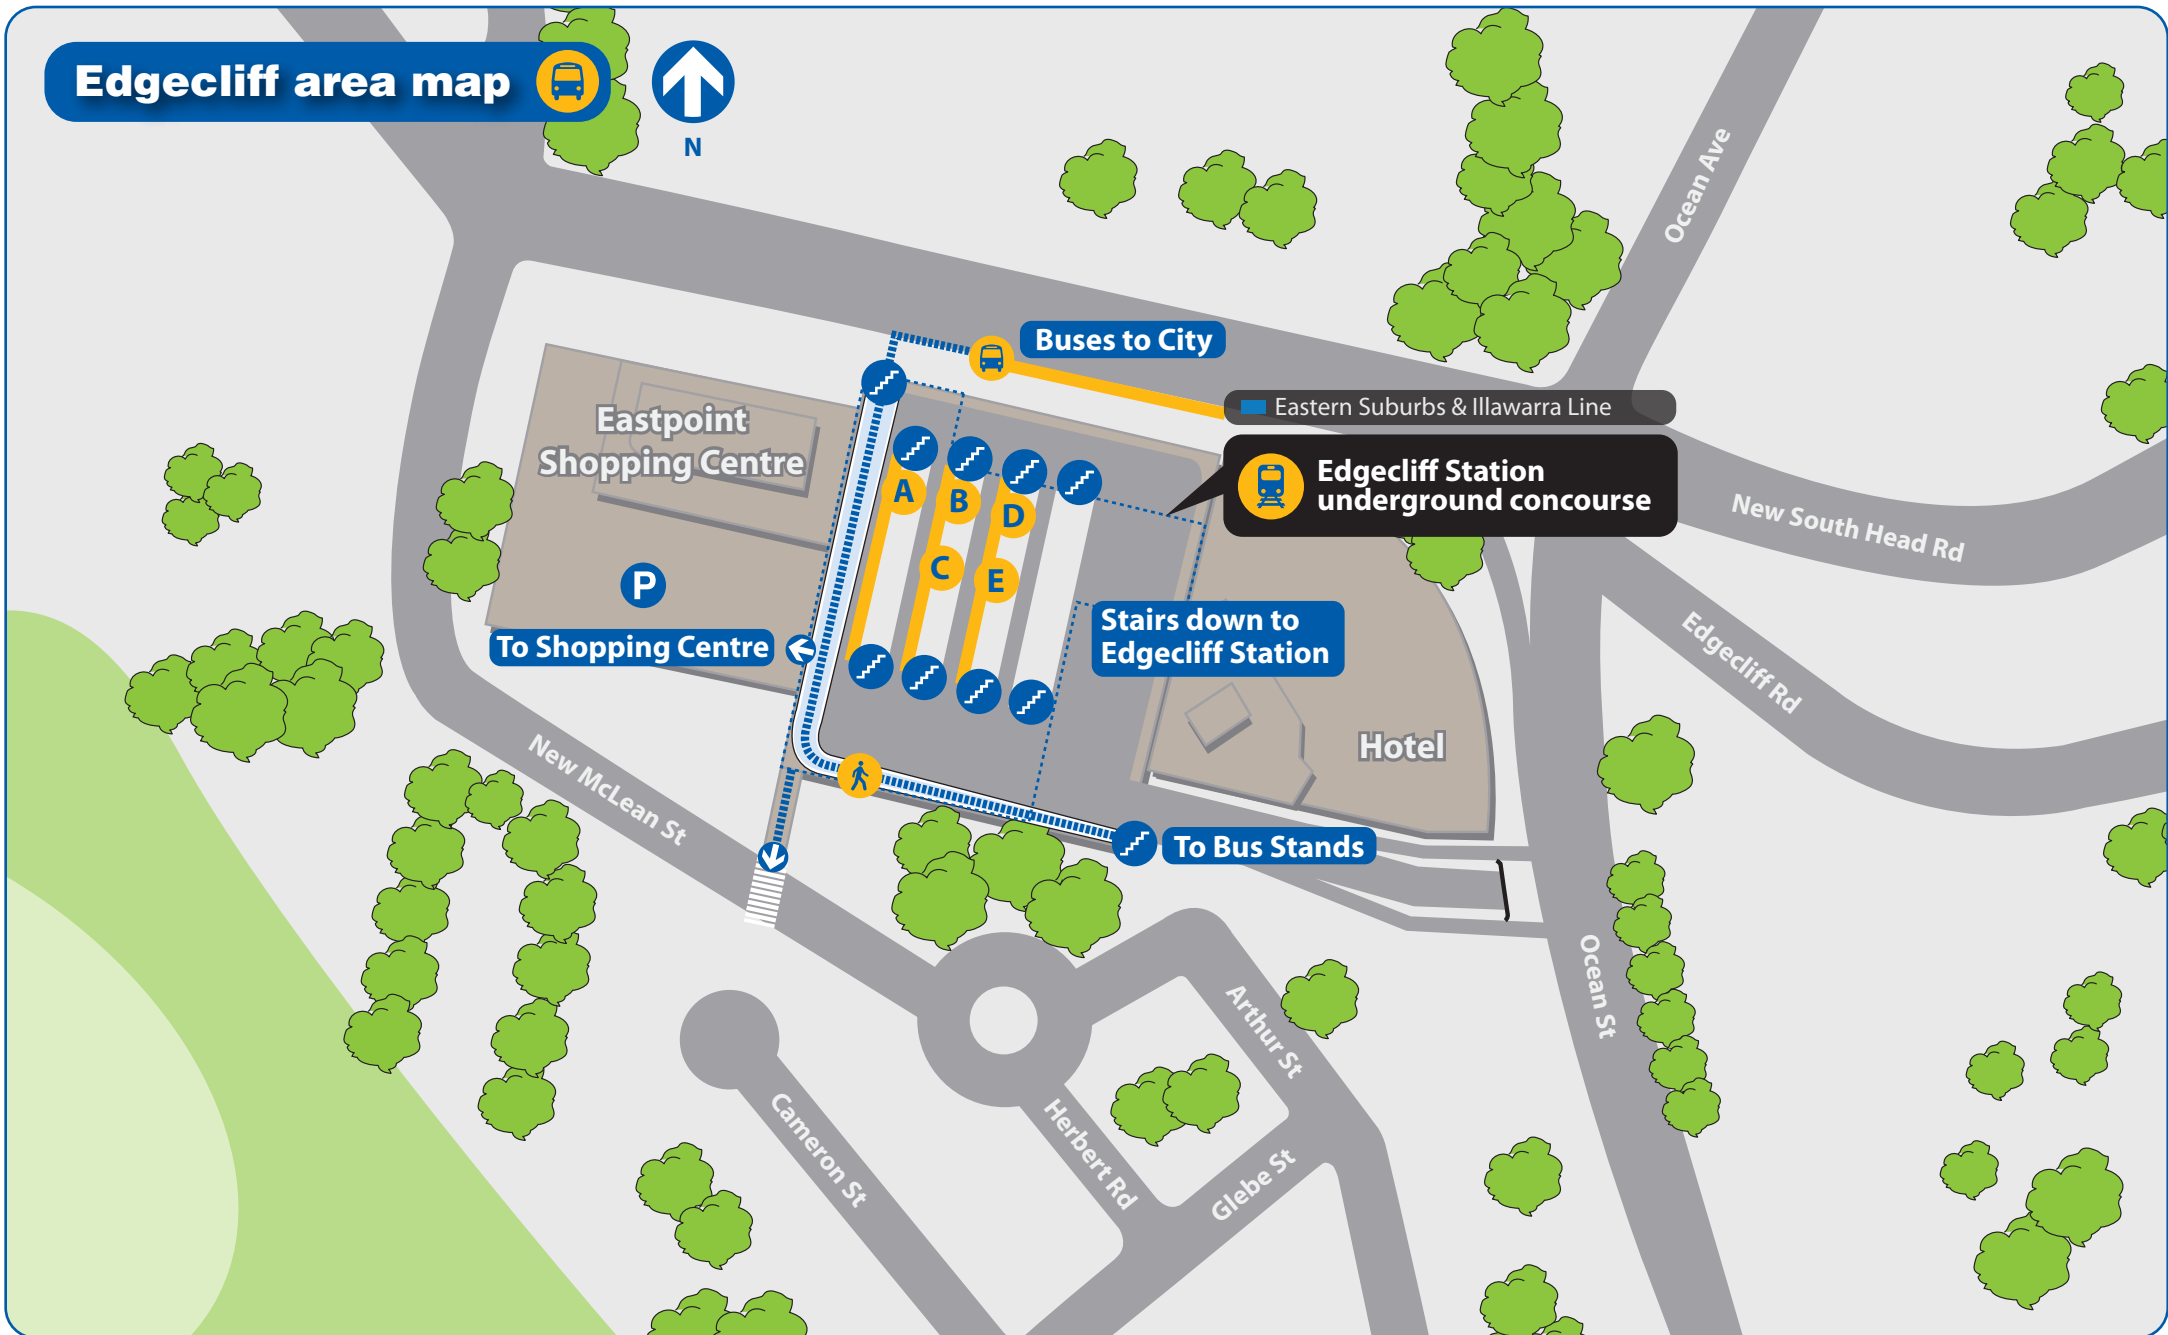 Edgecliff area map
N
Ocean Ave
Buses to City
Eastern Suburbs & Illawarra Line
Edgecliff Station
underground concourse
Eastpoint
Shopping Centre
A
B
D
C
E
P
New South Head Rd
Stairs down to
Edgecliff Station
To Shopping Centre
Edgecliff Rd
Hotel
New McLean St
To Bus Stands
Ocean St
Arthur St
Cameron St
Herbert Rd
Glebe St